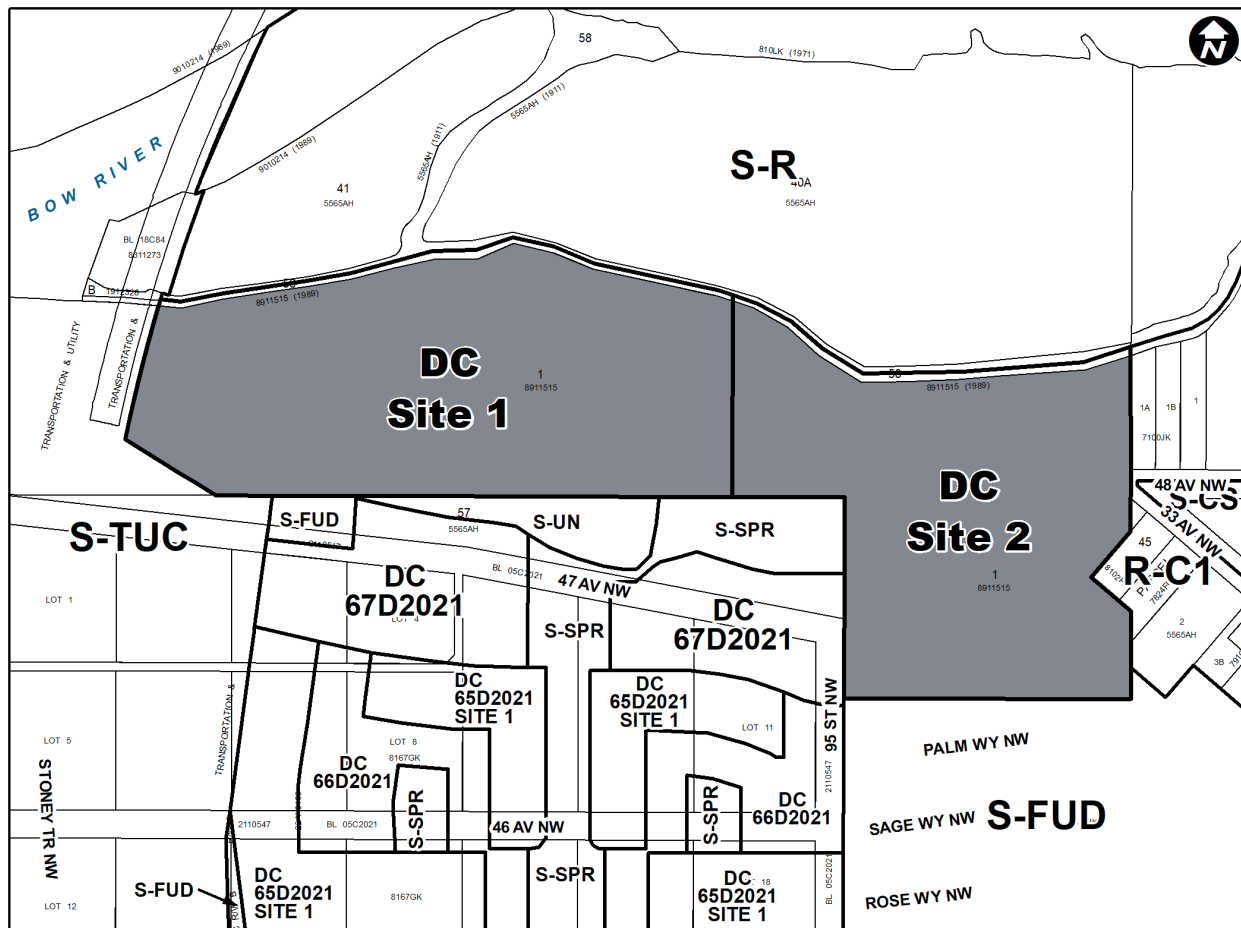 N
58
810LK (1971)
9010214 (1989)
5565AH (1911)
5565AH (1911)
9010214 (1989)
BOW RIVER
S-R
40A
5565AH
41
5565AH
BL 18C84
8311273
B
1912326
58
8911515 (1989)
TRANSPORTATION & UTILITY
TRANSPORTATION &
DC
Site 1
1
8911515
58
8911515 (1989)
1A
1B
1
7100JK
DC
Site 2
1
8911515
48 AV NW
S-CS
33 AV NW
45
R-C1
2
5565AH
3B
S-TUC
S-FUD
57
5565AH
S-UN
S-SPR
BL 05C2021
47 AV NW
DC
67D2021
DC
67D2021
LOT 1
S-SPR
DC
65D2021
SITE 1
DC
65D2021
SITE 1
LOT 11
95 ST NW
TRANSPORTATION &
LOT 5
LOT 8
8167GK
DC
66D2021
S-SPR
S-SPR
DC
66D2021
2110547
PALM WY NW
STONEY TR NW
2110547
BL 05C2021
46 AV NW
SAGE WY NW
S-FUD
S-FUD
DC
65D2021
SITE 1
8167GK
S-SPR
DC
65D2021
SITE 1
18
BL 05C2021
ROSE WY NW
LOT 12